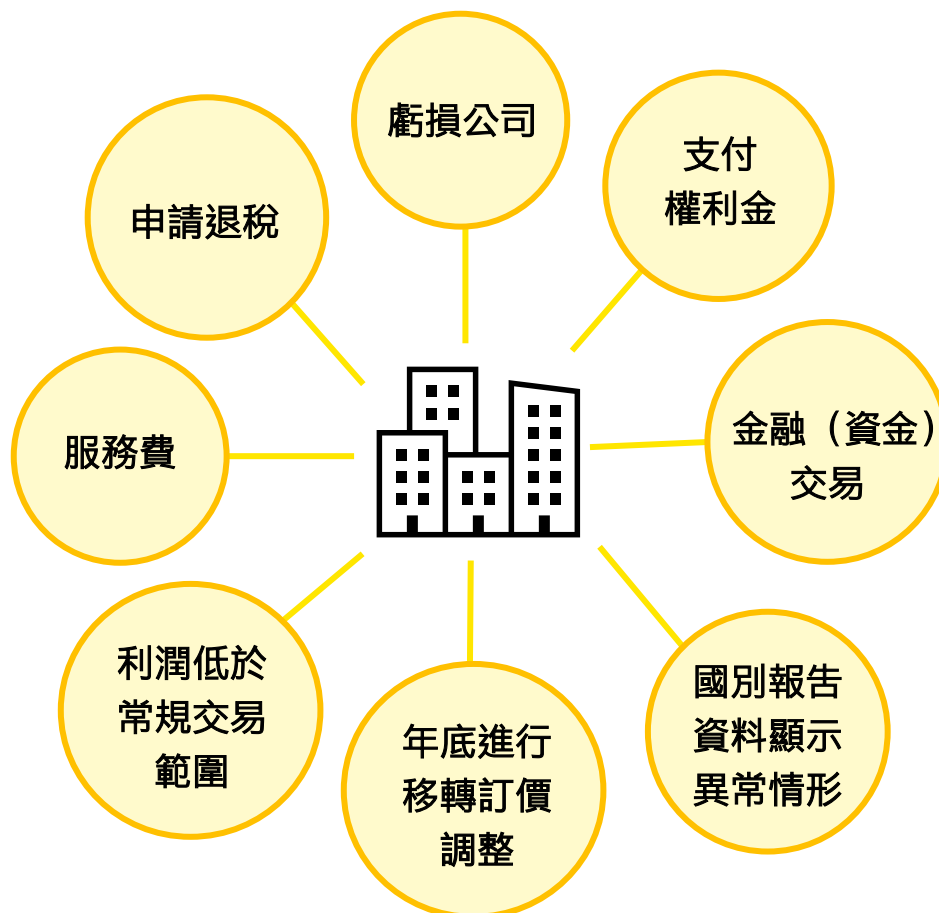 虧損公司
支付
權利金
金融（資金）
交易
國別報告
資料顯示
異常情形
年底進行
移轉訂價
調整
利潤低於
常規交易
範圍
服務費
申請退稅